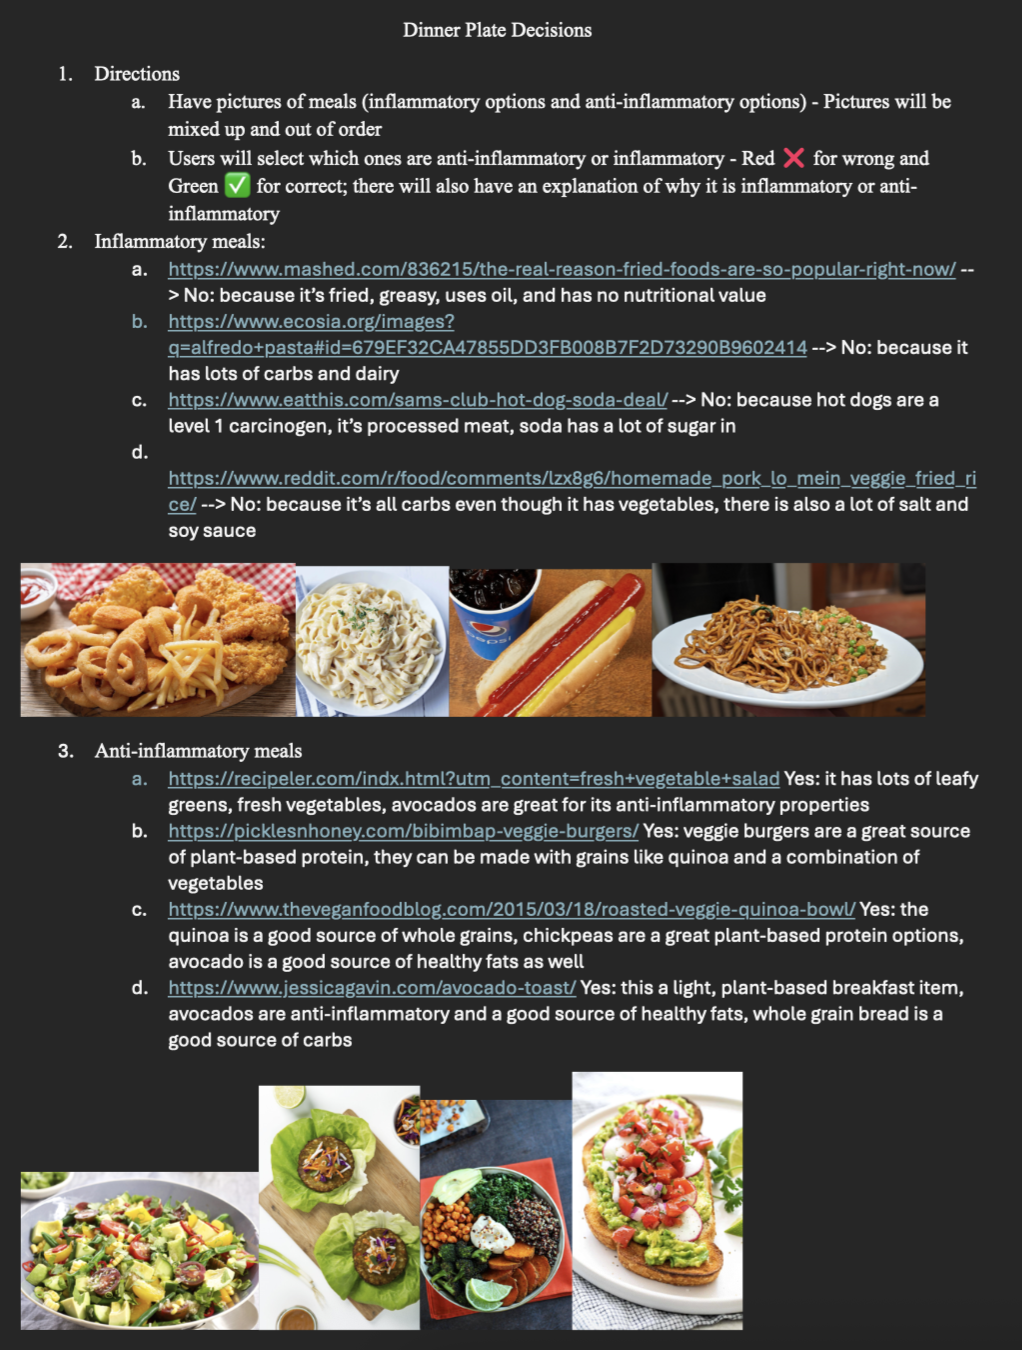 Dinner Plate Decisions
1. Directions
a. Have pictures of meals (inflammatory options and anti-inflammatory options) - Pictures will be
mixed up and out of order
b. Users will select which ones are anti-inflammatory or inflammatory - Red ❌ for wrong and
Green ✅ for correct; there will also have an explanation of why it is inflammatory or anti-
inflammatory
2. Inflammatory meals:
a. https://www.mashed.com/836215/the-real-reason-fried-foods-are-so-popular-right-now/ --
> No: because it’s fried, greasy, uses oil, and has no nutritional value
b. https://www.ecosia.org/images?
q=alfredo+pasta#id=679EF32CA47855DD3FB008B7F2D73290B9602414 --> No: because it
has lots of carbs and dairy
c. https://www.eatthis.com/sams-club-hot-dog-soda-deal/ --> No: because hot dogs are a
level 1 carcinogen, it’s processed meat, soda has a lot of sugar in
d.
https://www.reddit.com/r/food/comments/lzx8g6/homemade_pork_lo_mein_veggie_fried_ri
ce/ --> No: because it’s all carbs even though it has vegetables, there is also a lot of salt and
soy sauce
pepsi
3. Anti-inflammatory meals
a. https://recipeler.com/indx.html?utm_content=fresh+vegetable+salad Yes: it has lots of leafy
greens, fresh vegetables, avocados are great for its anti-inflammatory properties
b. https://picklesnhoney.com/bibimbap-veggie-burgers/ Yes: veggie burgers are a great source
of plant-based protein, they can be made with grains like quinoa and a combination of
vegetables
c. https://www.theveganfoodblog.com/2015/03/18/roasted-veggie-quinoa-bowl/ Yes: the
quinoa is a good source of whole grains, chickpeas are a great plant-based protein options,
avocado is a good source of healthy fats as well
d. https://www.jessicagavin.com/avocado-toast/ Yes: this a light, plant-based breakfast item,
avocados are anti-inflammatory and a good source of healthy fats, whole grain bread is a
good source of carbs